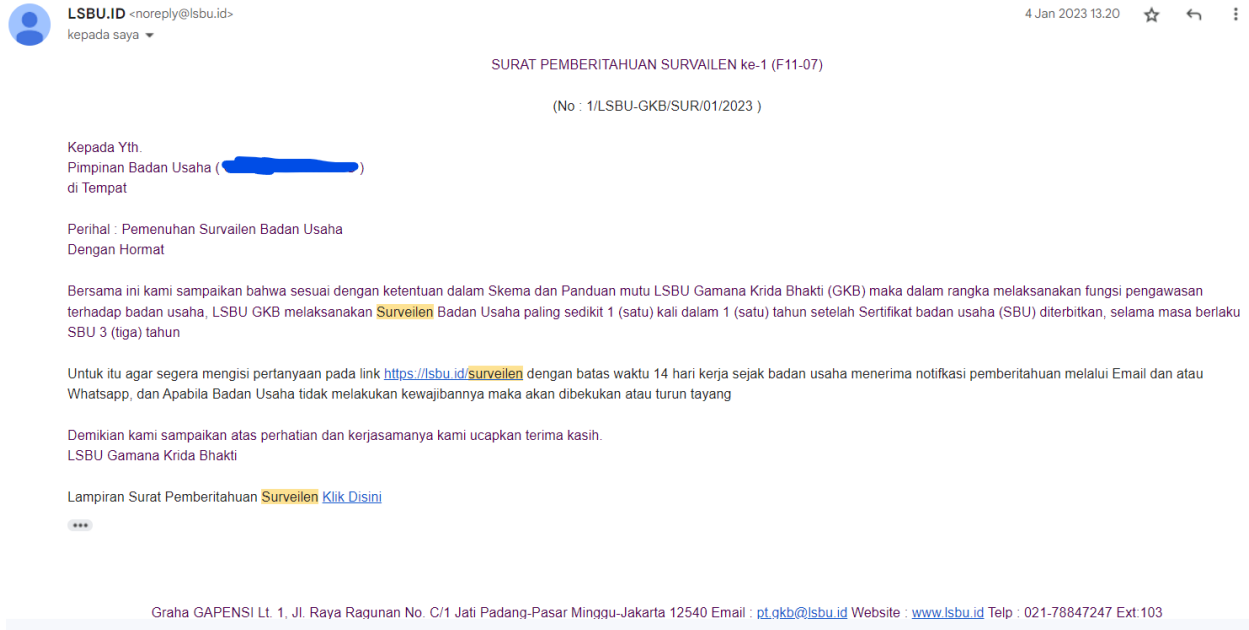 LSBU.ID <noreply@lsbu.id>
4 Jan 2023 13.20
kepada saya
SURAT PEMBERITAHUAN SURVAILEN ke-1 (F11-07)
(No : 1/LSBU-GKB/SUR/01/2023 )
Kepada Yth.
Pimpinan Badan Usaha ( )
di Tempat
Perihal : Pemenuhan Survailen Badan Usaha
Dengan Hormat
Bersama ini kami sampaikan bahwa sesuai dengan ketentuan dalam Skema dan Panduan mutu LSBU Gamana Krida Bhakti (GKB) maka dalam rangka melaksanakan fungsi pengawasan
terhadap badan usaha, LSBU GKB melaksanakan Surveilen Badan Usaha paling sedikit 1 (satu) kali dalam 1 (satu) tahun setelah Sertifikat badan usaha (SBU) diterbitkan, selama masa berlaku
SBU 3 (tiga) tahun
Untuk itu agar segera mengisi pertanyaan pada link https://lsbu.id/surveilen dengan batas waktu 14 hari kerja sejak badan usaha menerima notifkasi pemberitahuan melalui Email dan atau
Whatsapp, dan Apabila Badan Usaha tidak melakukan kewajibannya maka akan dibekukan atau turun tayang
Demikian kami sampaikan atas perhatian dan kerjasamanya kami ucapkan terima kasih.
LSBU Gamana Krida Bhakti
Lampiran Surat Pemberitahuan Surveilen Klik Disini
Graha GAPENSI Lt. 1, Jl. Raya Ragunan No. C/1 Jati Padang-Pasar Minggu-Jakarta 12540 Email : pt.gkb@lsbu.id Website : www.lsbu.id Telp : 021-78847247 Ext:103